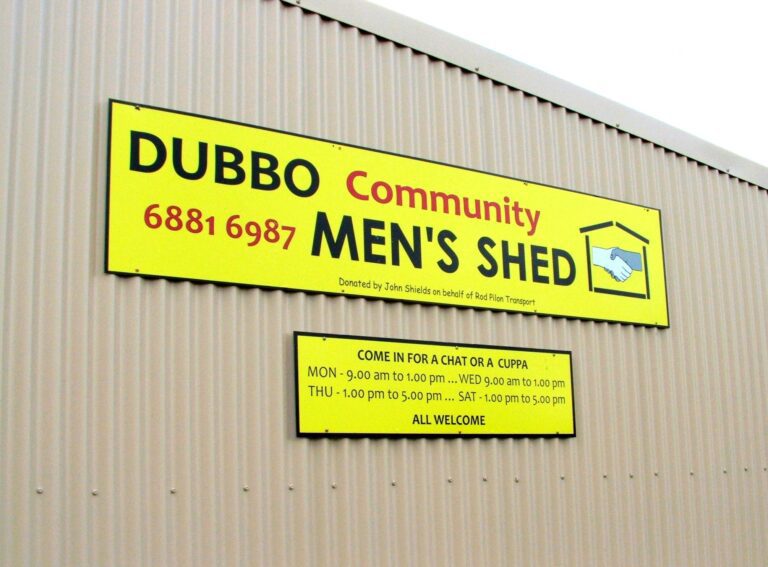 DUBBO Community
6881 6987 MEN'S SHED
Donated by John Shields on behalf of Rod Pilon Transport
COME IN FOR A CHAT OR A CUPPA
MON - 9.00 am to 1.00 pm ... WED 9.00 am to 1.00 pm
THU - 1.00 pm to 5.00 pm ... SAT - 1.00 pm to 5.00 pm
ALL WELCOME